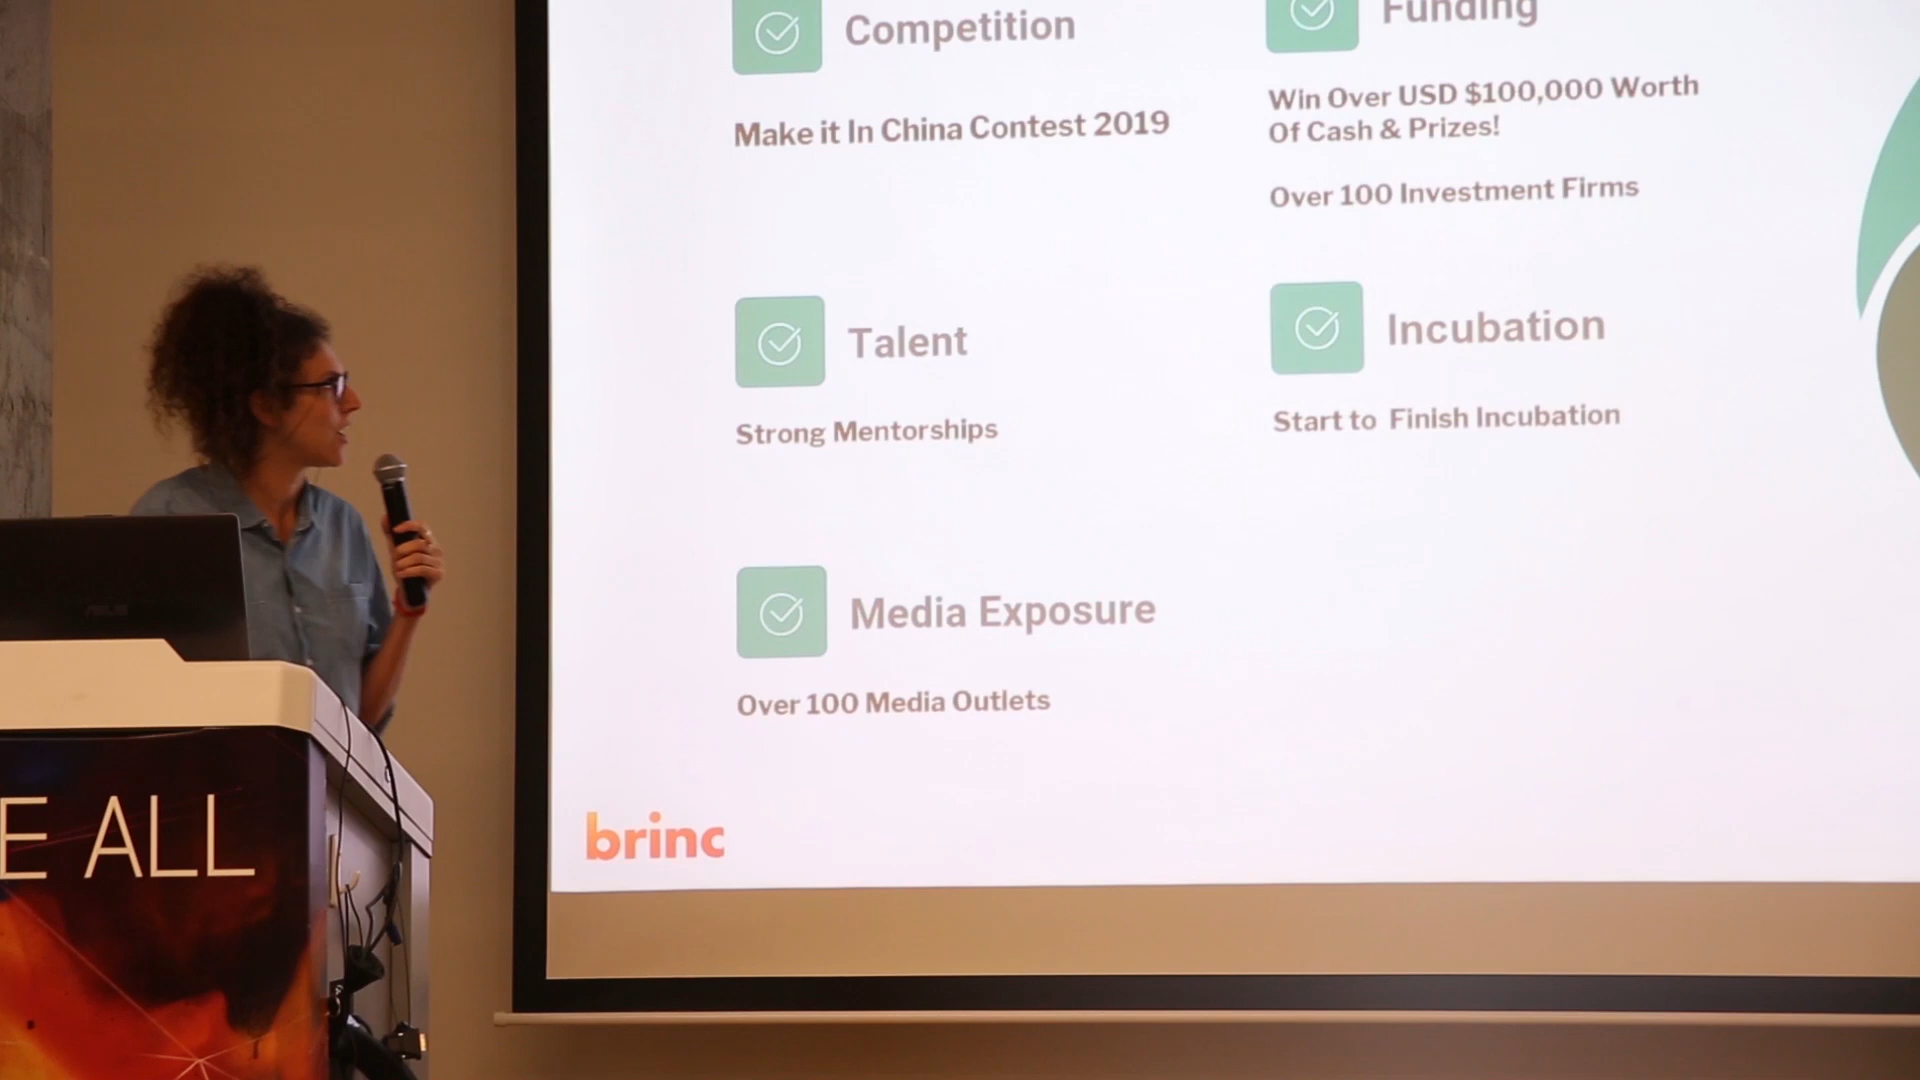 Competition
Make it In China Contest 2019
Funding
Win Over USD $100,000 Worth
Of Cash & Prizes!
Over 100 Investment Firms
Talent
Strong Mentorships
Incubation
Start to Finish Incubation
Media Exposure
Over 100 Media Outlets
brinc
ASUS
E ALL